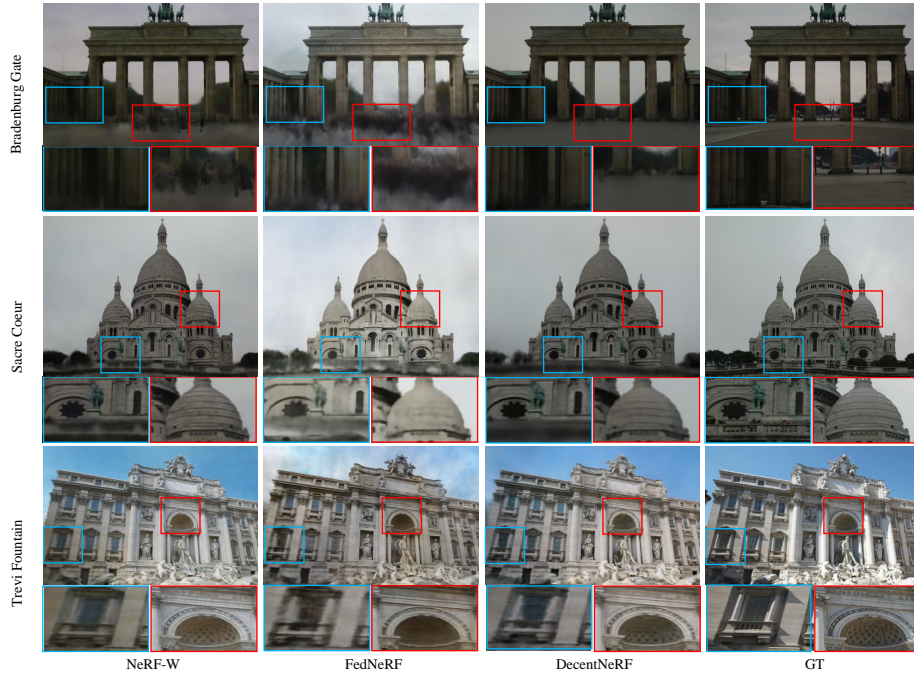 Bradenburg Gate
Sacre Coeur
Trevi Fountain
NeRF-W
FedNeRF
DecentNeRF
GT